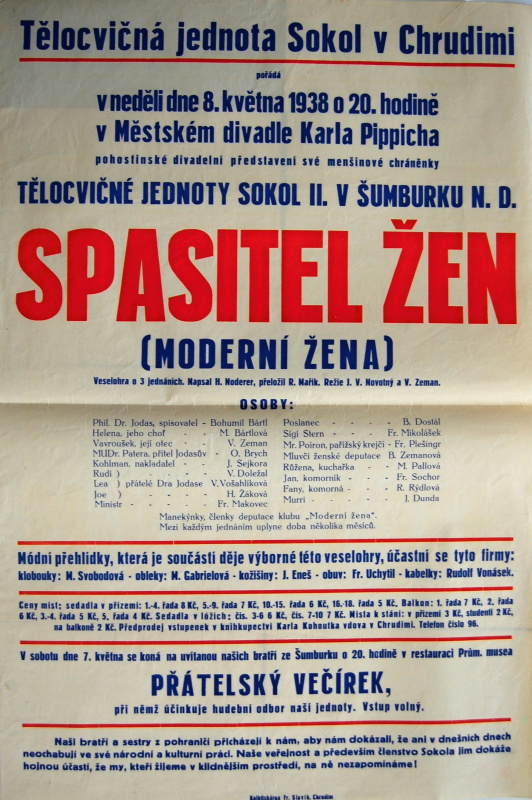 Tělocvičná jednota Sokol v Chrudimi
pořádá
v neděli dne 8. května 1938 o 20. hodině
v Městském divadle Karla Pippicha
pohostinské divadelní představení své menšinové chráněnky
TĚLOCVIČNÉ JEDNOTY SOKOL II. V ŠUMBURKU N. D.
SPASITEL ŽEN
(MODERNÍ ŽENA)
Veselohra o 3 jednáních. Napsal H. Noderer, přeložil R. Mařík. Režie J. V. Novotný a V. Zeman.
OSOBY:
Phil. Dr. Jodas, spisovatel - Bohumil Bártl
Helena, jeho choť - - M. Bártlová
Vavroušek, její otec - - V. Zeman
MUDr. Patera, přítel Jodasův - O. Brych
Kohlman, nakladatel - - J. Šejkora
Rudi ) - - V. Doležal
Lea ) přátelé Dra Jodase V. Vošahlíková
Joe ) - - H. Žáková
Ministr - - - Fr. Makovec
Poslanec - - - - B. Dostál
Sigi Stern - - - Fr. Mikolášek
Mr. Poiron, pařížský krejčí - Fr. Plešingr
Mluvčí ženské deputace B. Zemanová
Růžena, kuchařka - - M. Pallová
Jan, komorník - - - Fr. Sochor
Fany, komorná - - - R. Rýdlová
Murri - - - - J. Dunda
Manekýnky, členky deputace klubu „Moderní žena".
Mezi každým jednáním uplyne doba několika měsíců.
Módní přehlídky, která je součástí děje výborné této veselohry, účastní se tyto firmy:
klobouky: M. Svobodová - obleky: M. Gabrielová - kožišiny: J. Eneš - obuv: Fr. Uchytil - kabelky: Rudolf Vonásek.
Ceny míst: sedadla v přízemí: 1.-4. řada 8 Kč, 5.-9. řada 7 Kč, 10.-15. řada 6 Kč, 16.-18. řada 5 Kč. Balkon: 1. řada 7 Kč, 2. řada
6 Kč, 3.-4. řada 5 Kč, 5. řada 4 Kč. Sedadla v lóžích: čís. 3-6 6 Kč, čís. 7-10 7 Kč. Místa k stání: v přízemí 3 Kč, studenti 2 Kč,
na balkoně 2 Kč. Předprodej vstupenek v knihkupectví Karla Kohoutka vdova v Chrudimi. Telefon číslo 96.
V sobotu dne 7. května se koná na uvítanou našich bratří ze Šumburku o 20. hodině v restauraci Prům. musea
PŘÁTELSKÝ VEČÍREK,
při němž účinkuje hudební odbor naší jednoty. Vstup volný.
Naši bratři a sestry z pohraničí přicházejí k nám, aby nám dokázali, že ani v dnešních dnech
neochabují ve své národní a kulturní práci. Naše veřejnost a především členstvo Sokola jim dokáže
hojnou účastí, že my, kteří žijeme v klidnějším prostředí, na ně nezapomínáme!
Knihtiskárna Fr. Slavík, Chrudim